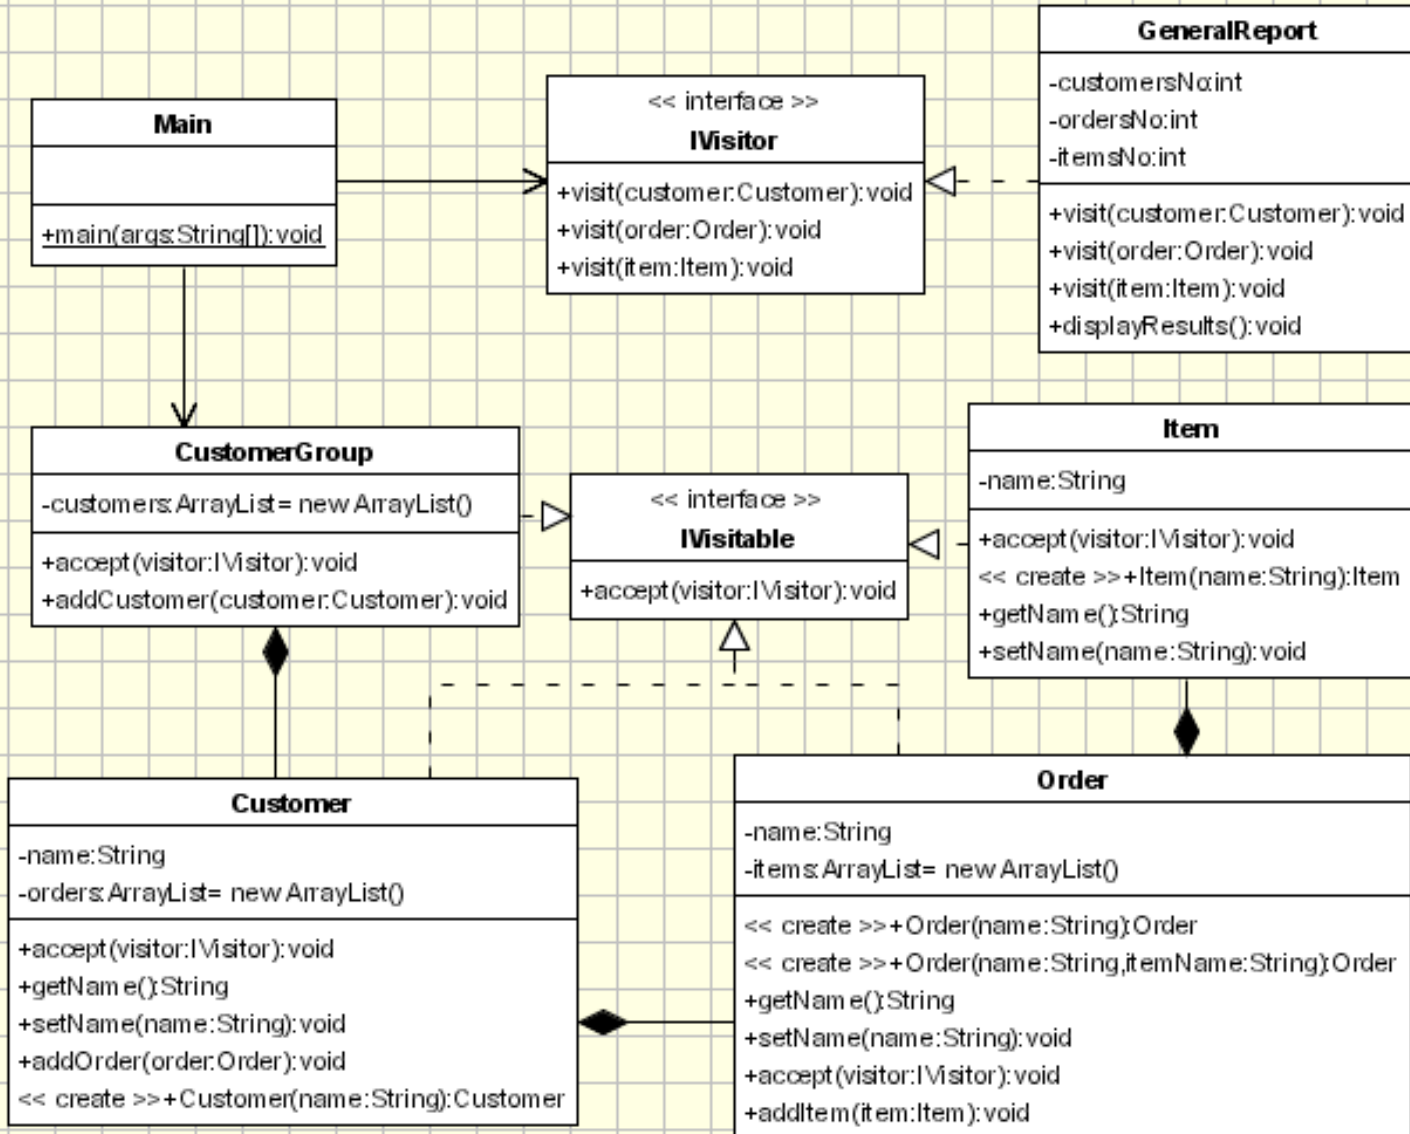 GeneralReport
-customersNo:int
-ordersNo:int
-itemsNo:int
+visit(customer:Customer):void
+visit(order:Order):void
+visit(item:Item):void
+displayResults():void
<< interface >>
IVisitor
+visit(customer:Customer):void
+visit(order:Order):void
+visit(item:Item):void
Main
+main(args:String[]):void
CustomerGroup
-customers:ArrayList= new ArrayList()
+accept(visitor:IVisitor):void
+addCustomer(customer:Customer):void
<< interface >>
IVisitable
+accept(visitor:IVisitor):void
Item
-name:String
+accept(visitor:IVisitor):void
<< create >>+Item(name:String):Item
+getName():String
+setName(name:String):void
Customer
-name:String
-orders:ArrayList= new ArrayList()
+accept(visitor:IVisitor):void
+getName():String
+setName(name:String):void
+addOrder(order:Order):void
<< create >>+Customer(name:String):Customer
Order
-name:String
-items:ArrayList= new ArrayList()
<< create >>+Order(name:String):Order
<< create >>+Order(name:String,itemName:String):Order
+getName():String
+setName(name:String):void
+accept(visitor:IVisitor):void
+addItem(item:Item):void